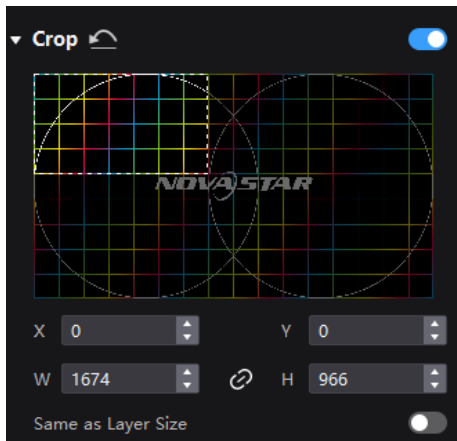 Crop
NOVASTAR
X 0 Y 0
W 1674 H 966
Same as Layer Size